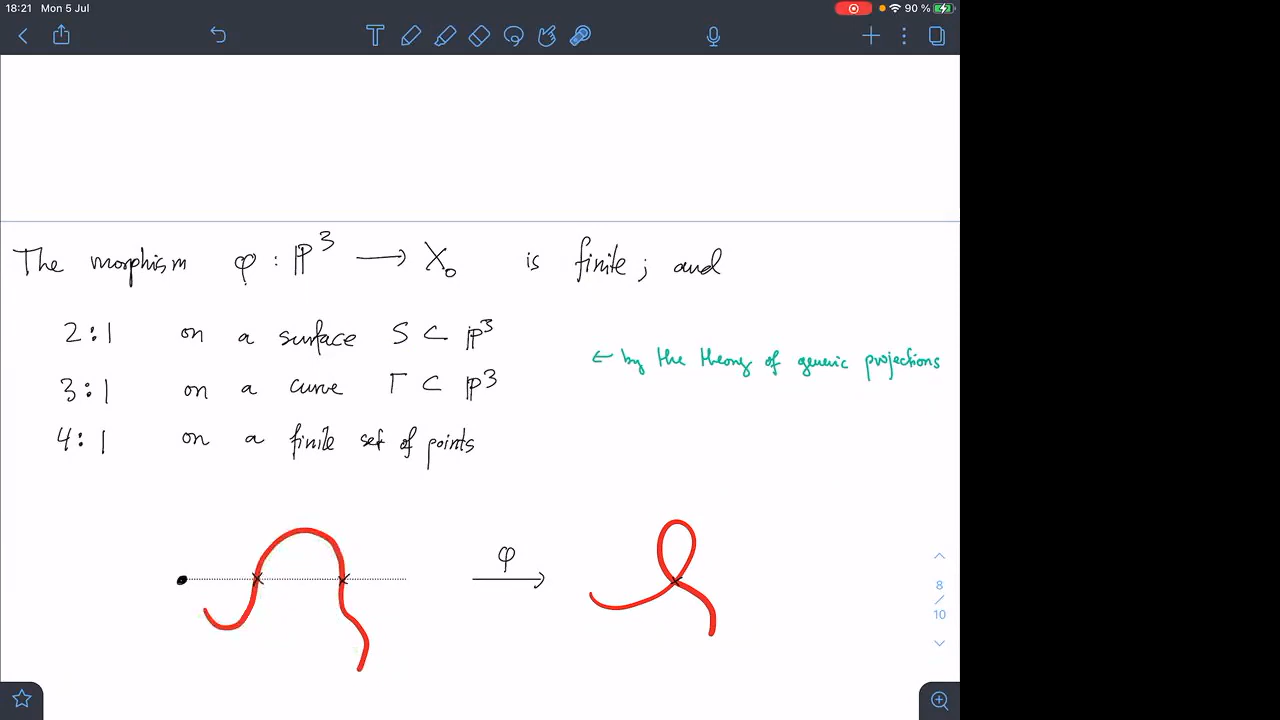 18:21 Mon 5 Jul
90 %
T
The morphism φ : ℙ³ ⟶ X₀ is finite ; and
2:1 on a surface S ⊂ ℙ³
← by the theory of generic projections
3:1 on a curve Γ ⊂ ℙ³
4:1 on a finite set of points
φ
8
/
10